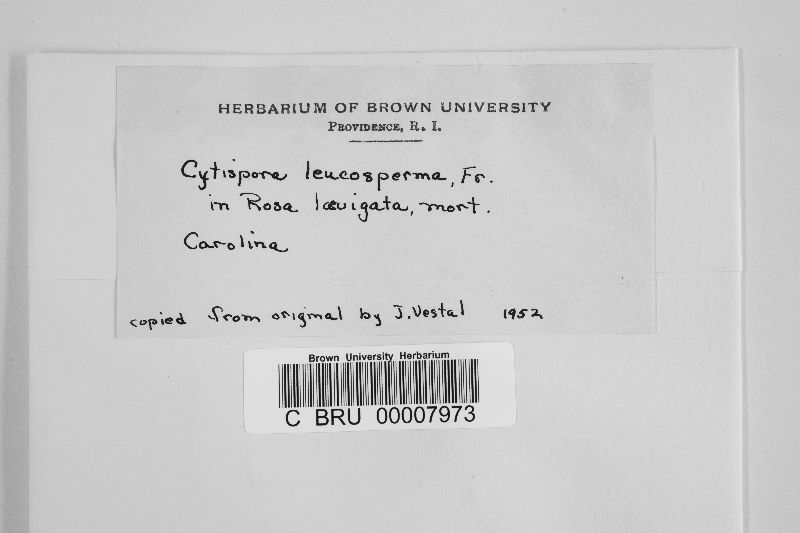 HERBARIUM OF BROWN UNIVERSITY
PROVIDENCE, R. I.
Cytispora leucosperma, Fr.
in Rosa lævigata, mort.
Carolina
copied from original by J. Vestal 1952
Brown University Herbarium
C BRU 00007973